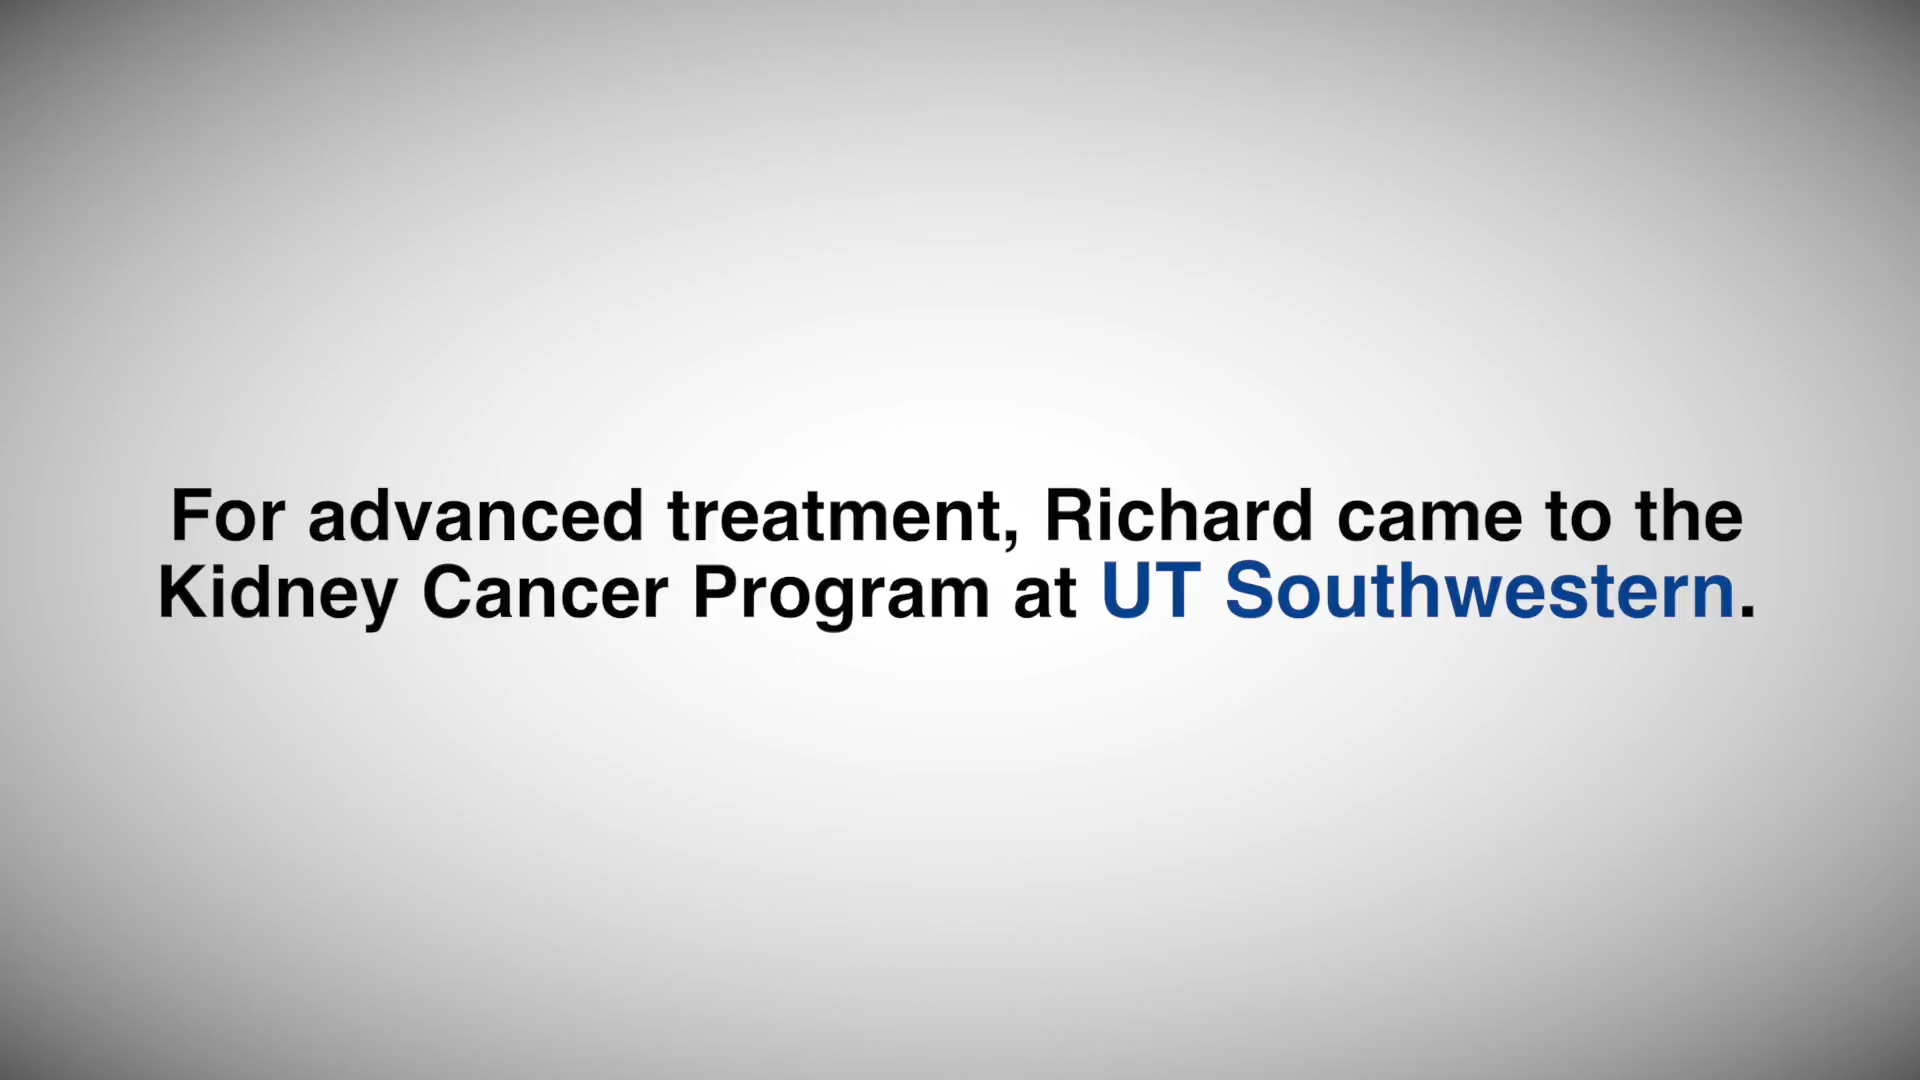 For advanced treatment, Richard came to the
Kidney Cancer Program at UT Southwestern.